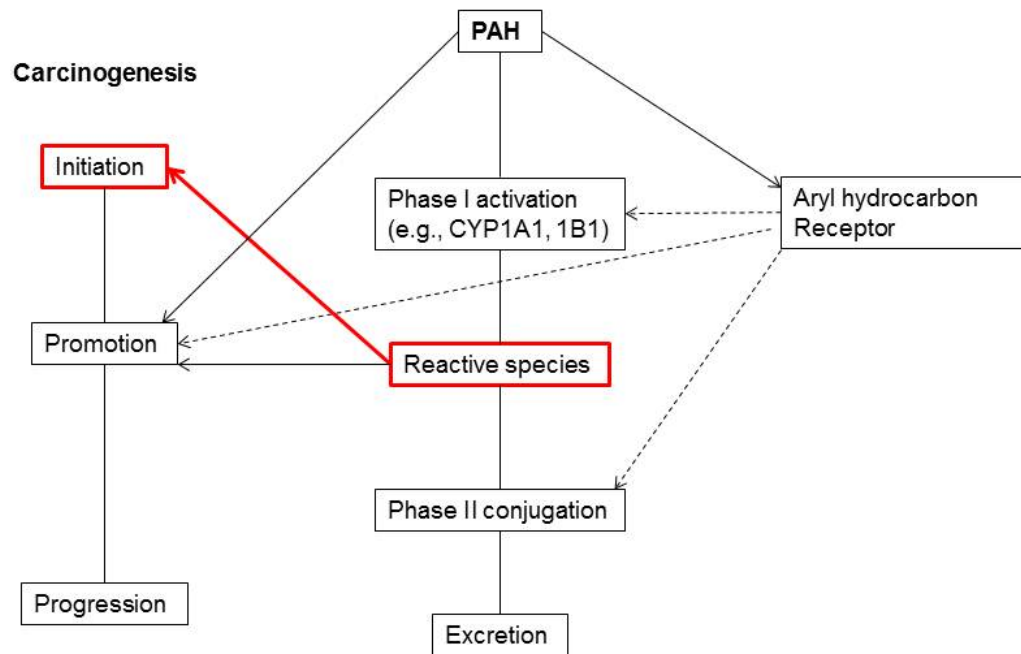 PAH
Carcinogenesis
Initiation
Phase I activation
(e.g., CYP1A1, 1B1)
Aryl hydrocarbon
Receptor
Promotion
Reactive species
Phase II conjugation
Progression
Excretion